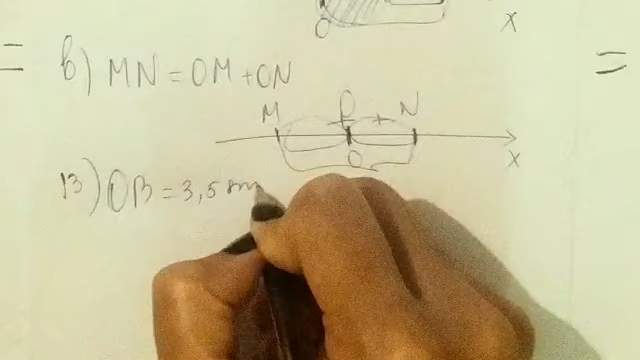 O X
b) MN = OM + ON
M P N
O X
13) OB = 3,5 m